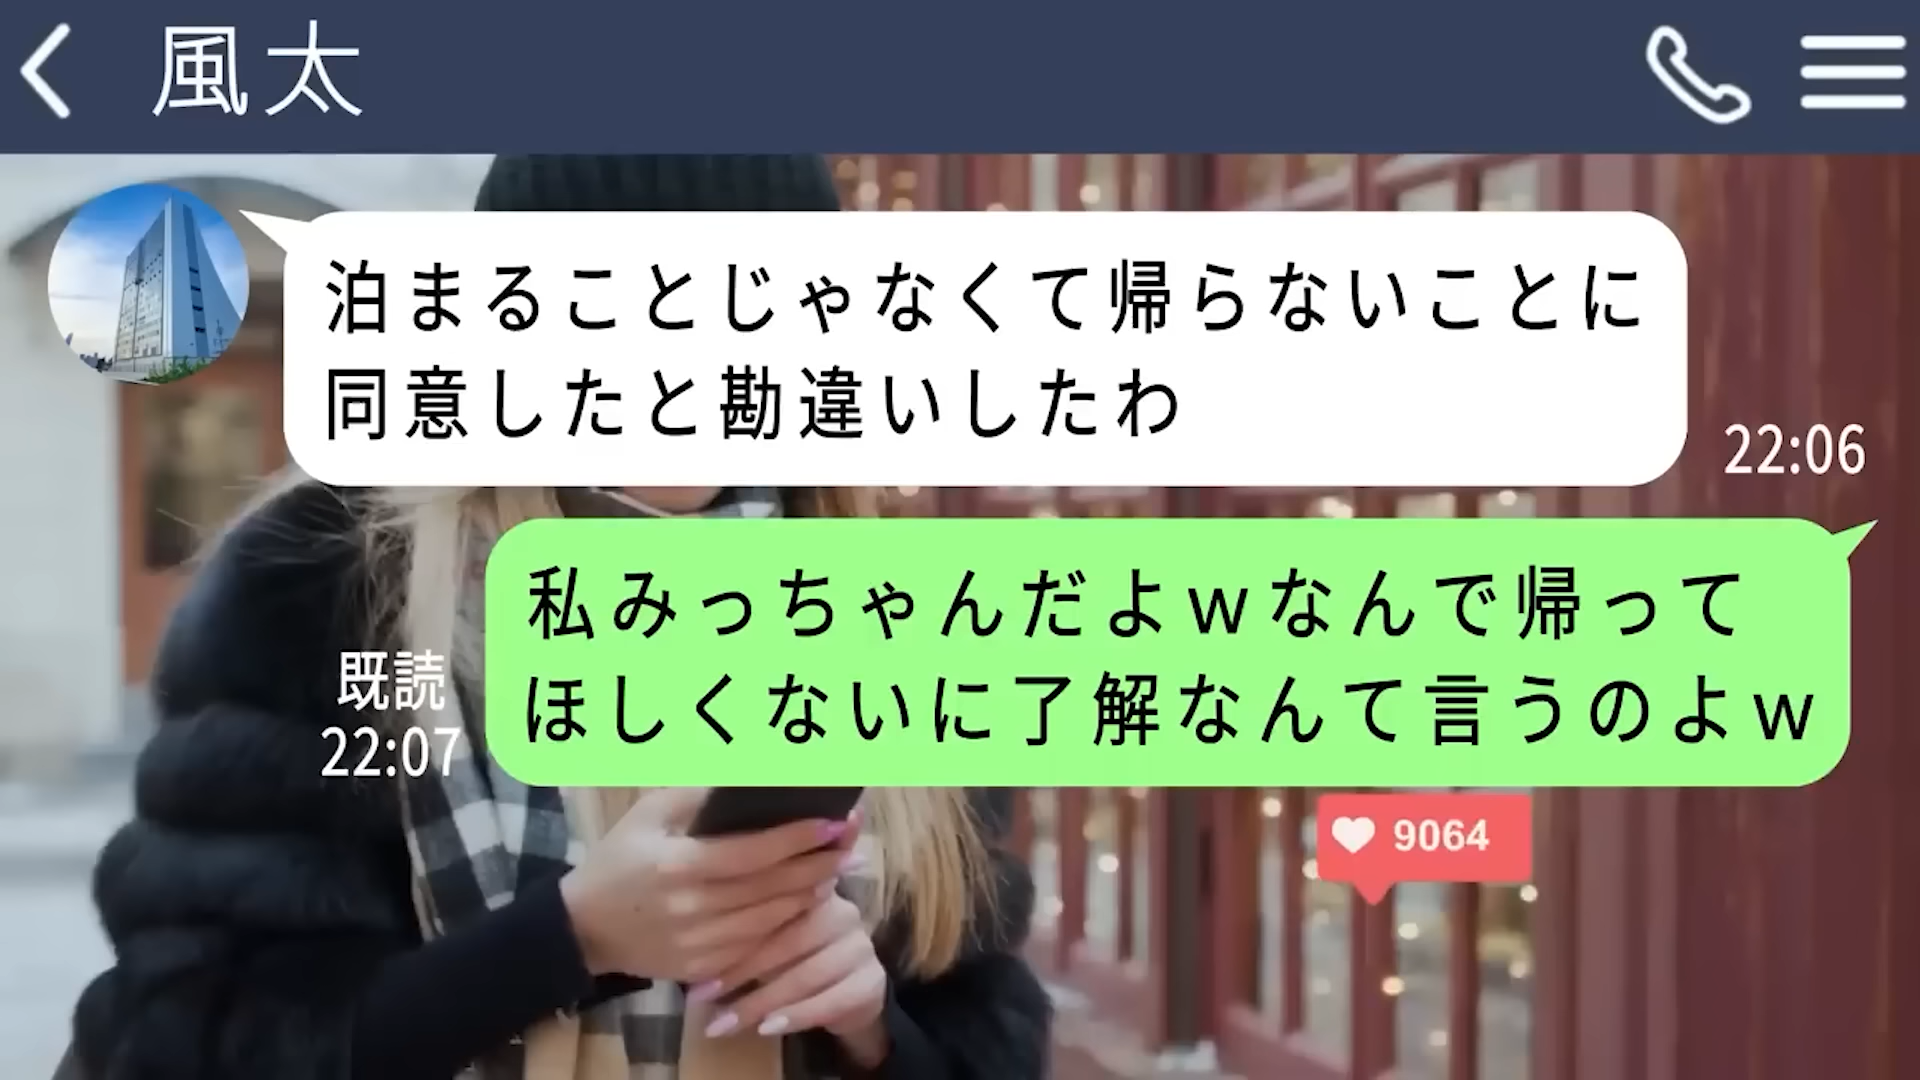 風太
泊まることじゃなくて帰らないことに
同意したと勘違いしたわ
22:06
私みっちゃんだよwなんで帰って
ほしくないに了解なんて言うのよw
既読
22:07
9064